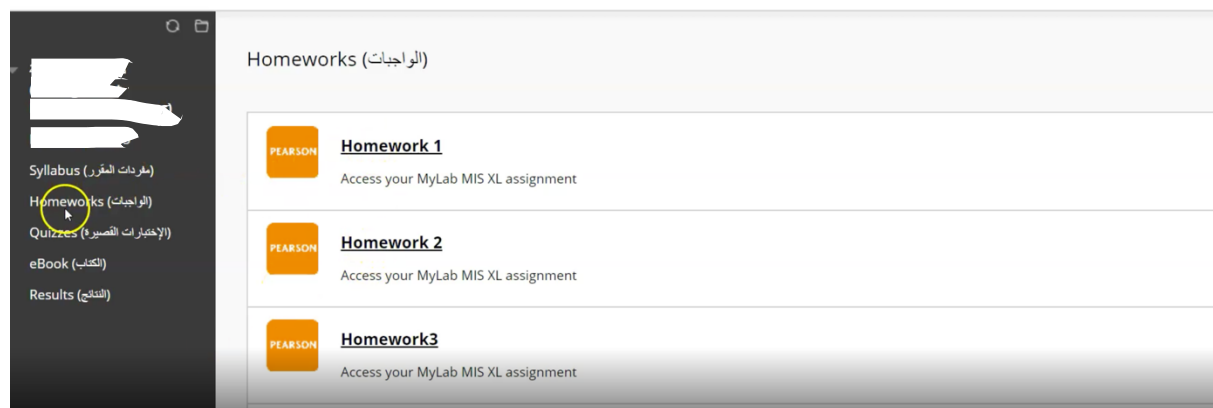 Syllabus (مفردات المقرر)
Homeworks (الواجبات)
Quizzes (الإختبارات القصيرة)
eBook (الكتاب)
Results (النتائج)
Homeworks (الواجبات)
PEARSON
Homework 1
Access your MyLab MIS XL assignment
PEARSON
Homework 2
Access your MyLab MIS XL assignment
PEARSON
Homework3
Access your MyLab MIS XL assignment